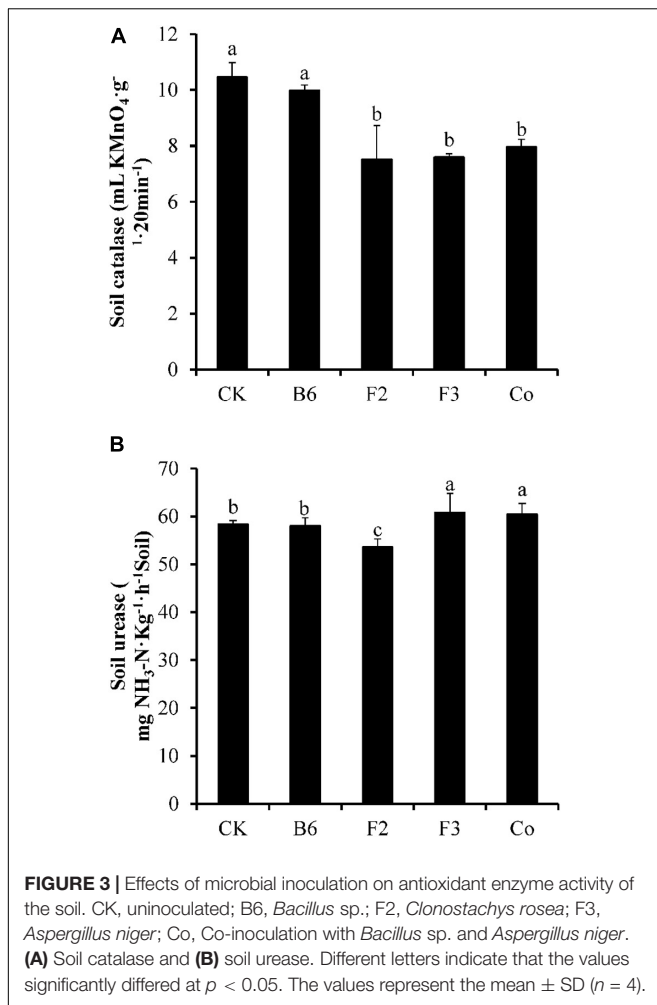 A
Soil catalase (mL KMnO₄·g⁻
¹·20min⁻¹)
12
10
8
6
4
2
0
a
a
b
b
b
CK B6 F2 F3 Co
B
Soil urease (
mg NH₃-N·Kg⁻¹·h⁻¹Soil)
70
60
50
40
30
20
10
0
b
b
c
a
a
CK B6 F2 F3 Co
FIGURE 3 | Effects of microbial inoculation on antioxidant enzyme activity of
the soil. CK, uninoculated; B6, Bacillus sp.; F2, Clonostachys rosea; F3,
Aspergillus niger; Co, Co-inoculation with Bacillus sp. and Aspergillus niger.
(A) Soil catalase and (B) soil urease. Different letters indicate that the values
significantly differed at p < 0.05. The values represent the mean ± SD (n = 4).